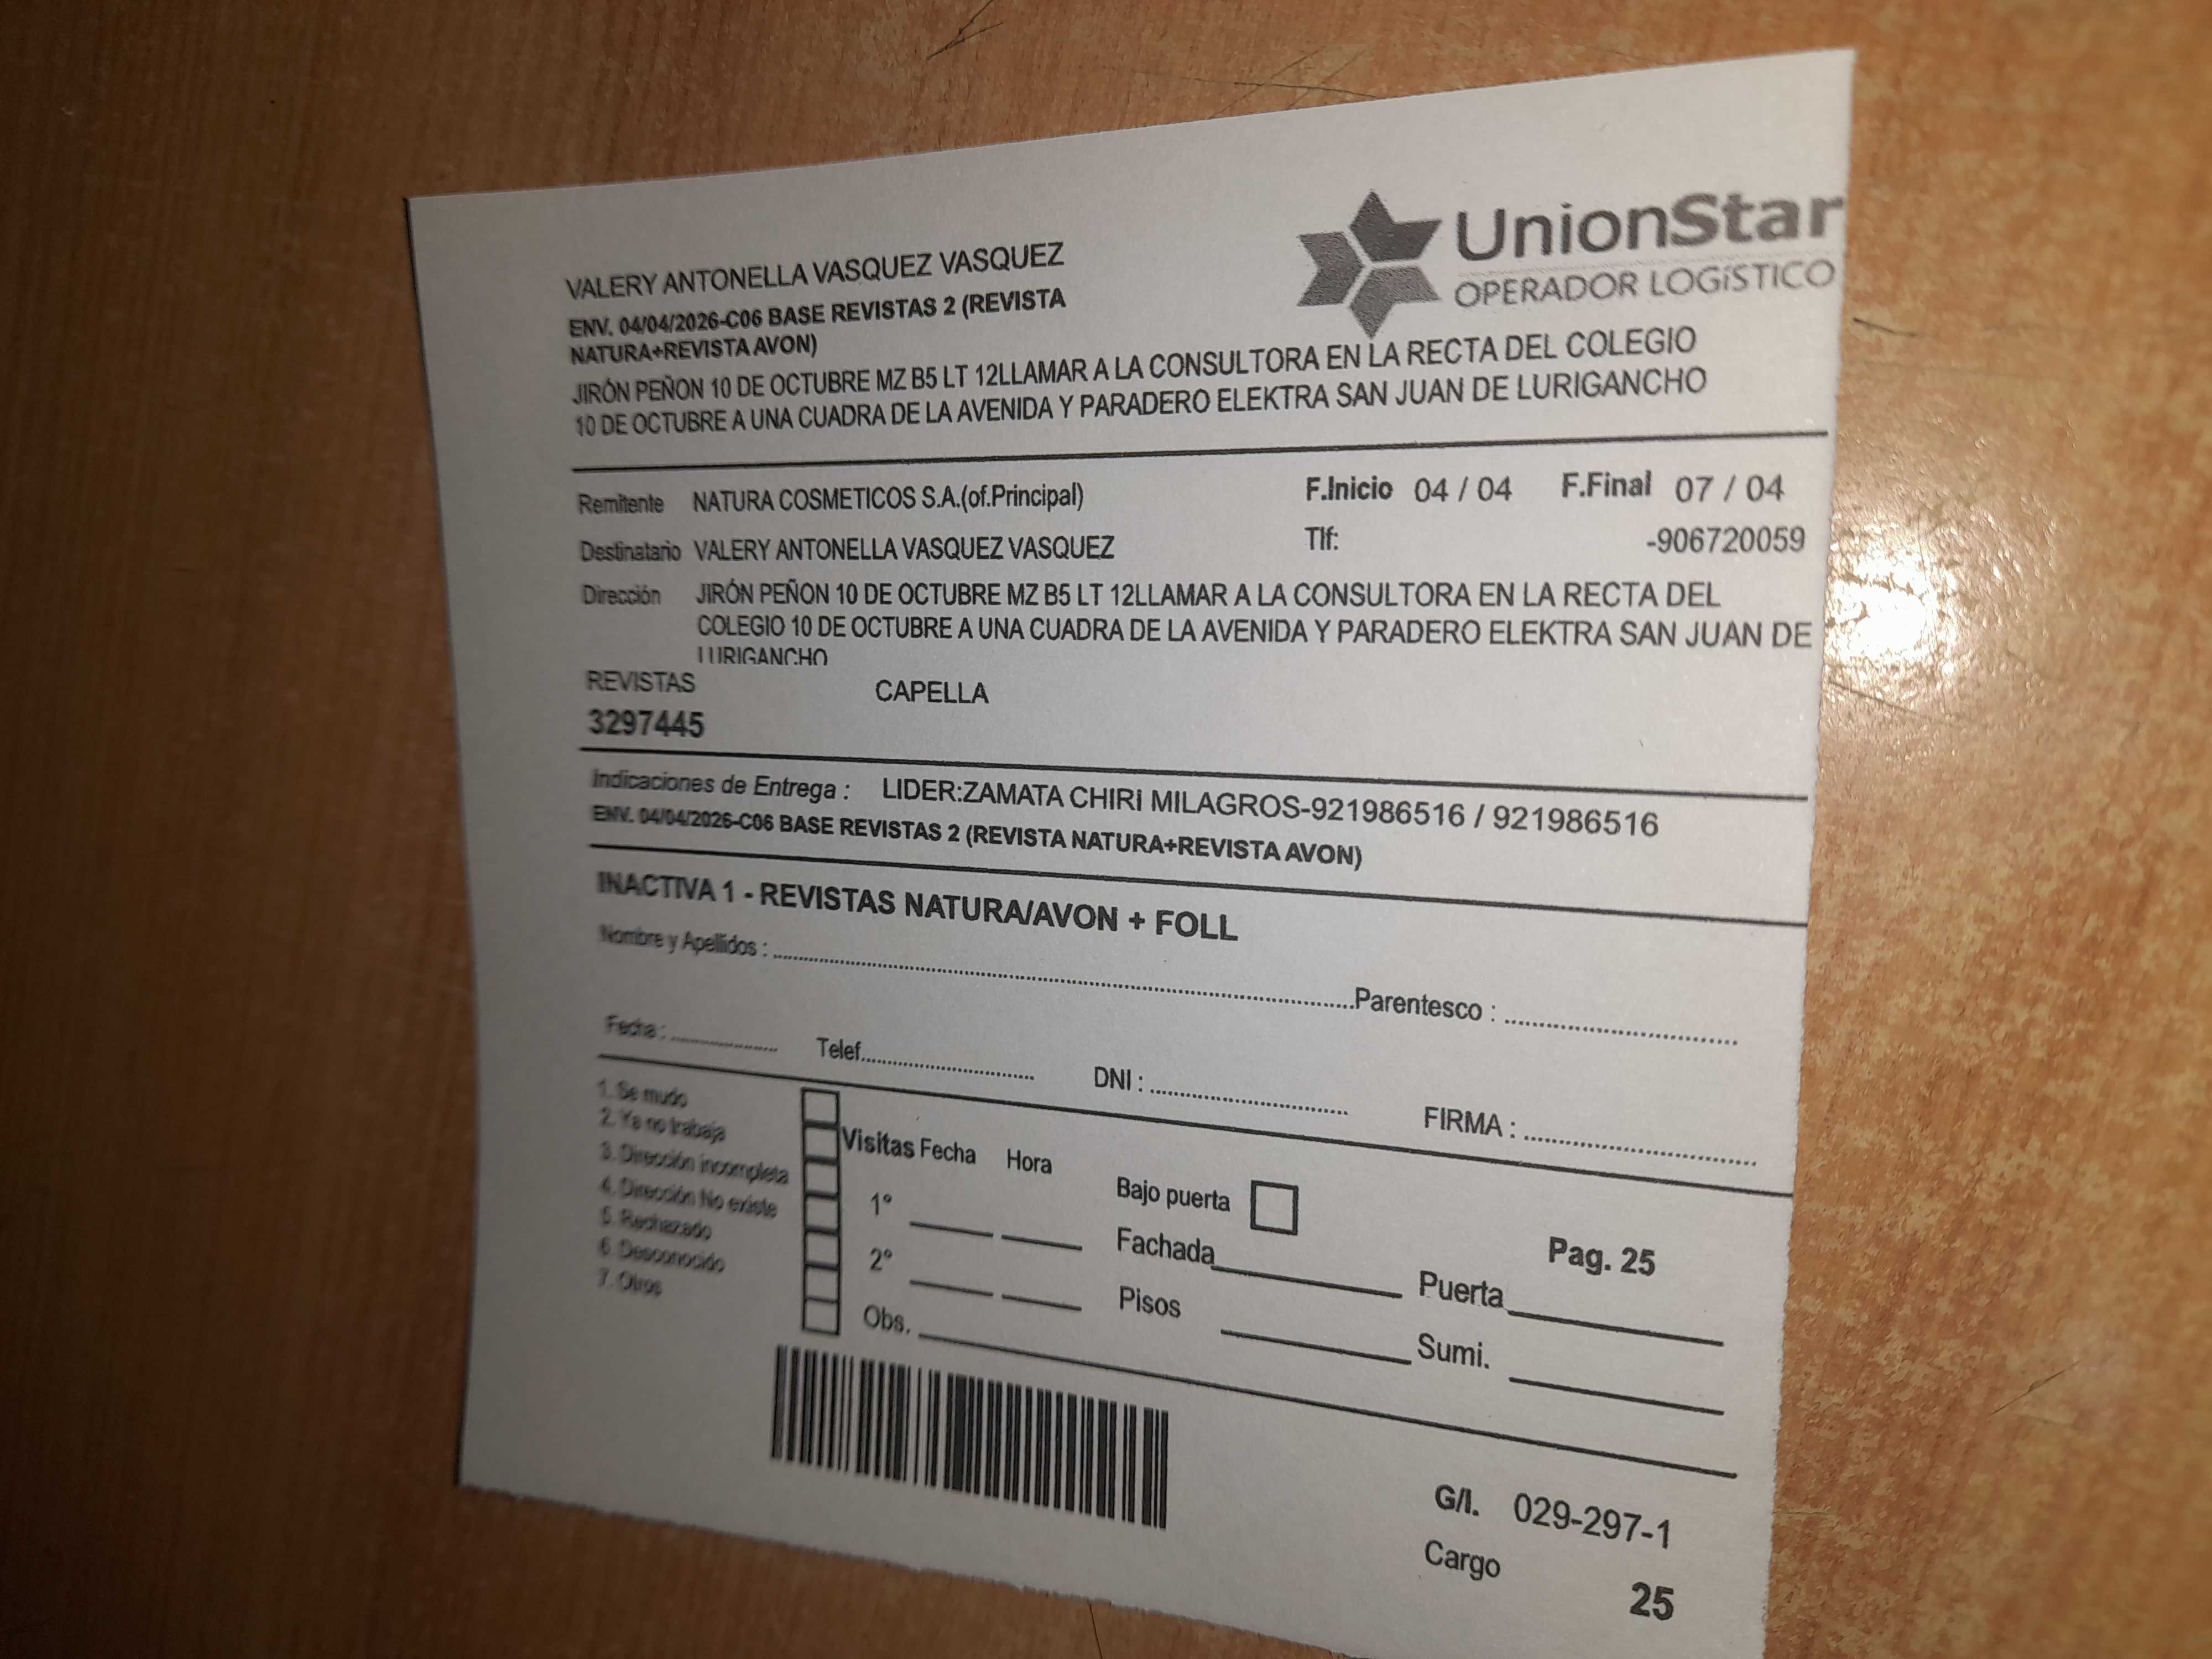 UnionStar
OPERADOR LOGíSTICO
VALERY ANTONELLA VASQUEZ VASQUEZ
ENV. 04/04/2026-C06 BASE REVISTAS 2 (REVISTA
NATURA+REVISTA AVON)
JIRÓN PEÑON 10 DE OCTUBRE MZ B5 LT 12LLAMAR A LA CONSULTORA EN LA RECTA DEL COLEGIO
10 DE OCTUBRE A UNA CUADRA DE LA AVENIDA Y PARADERO ELEKTRA SAN JUAN DE LURIGANCHO
Remitente NATURA COSMETICOS S.A.(of.Principal) F.Inicio 04 / 04 F.Final 07 / 04
Destinatario VALERY ANTONELLA VASQUEZ VASQUEZ Tlf: -906720059
Dirección JIRÓN PEÑON 10 DE OCTUBRE MZ B5 LT 12LLAMAR A LA CONSULTORA EN LA RECTA DEL
COLEGIO 10 DE OCTUBRE A UNA CUADRA DE LA AVENIDA Y PARADERO ELEKTRA SAN JUAN DE
LURIGANCHO
REVISTAS CAPELLA
3297445
Indicaciones de Entrega : LIDER:ZAMATA CHIRI MILAGROS-921986516 / 921986516
ENV. 04/04/2026-C06 BASE REVISTAS 2 (REVISTA NATURA+REVISTA AVON)
INACTIVA 1 - REVISTAS NATURA/AVON + FOLL
Nombre y Apellidos : Parentesco :
Fecha : Telef. DNI : FIRMA :
1. Se mudo
2. Ya no trabaja
3. Dirección incompleta
4. Dirección No existe
5. Rechazado
6. Desconocido
7. Otros
Visitas Fecha Hora
1°
2°
Obs.
Bajo puerta
Fachada Puerta
Pisos Sumi.
Pag. 25
G/I. 029-297-1
Cargo 25